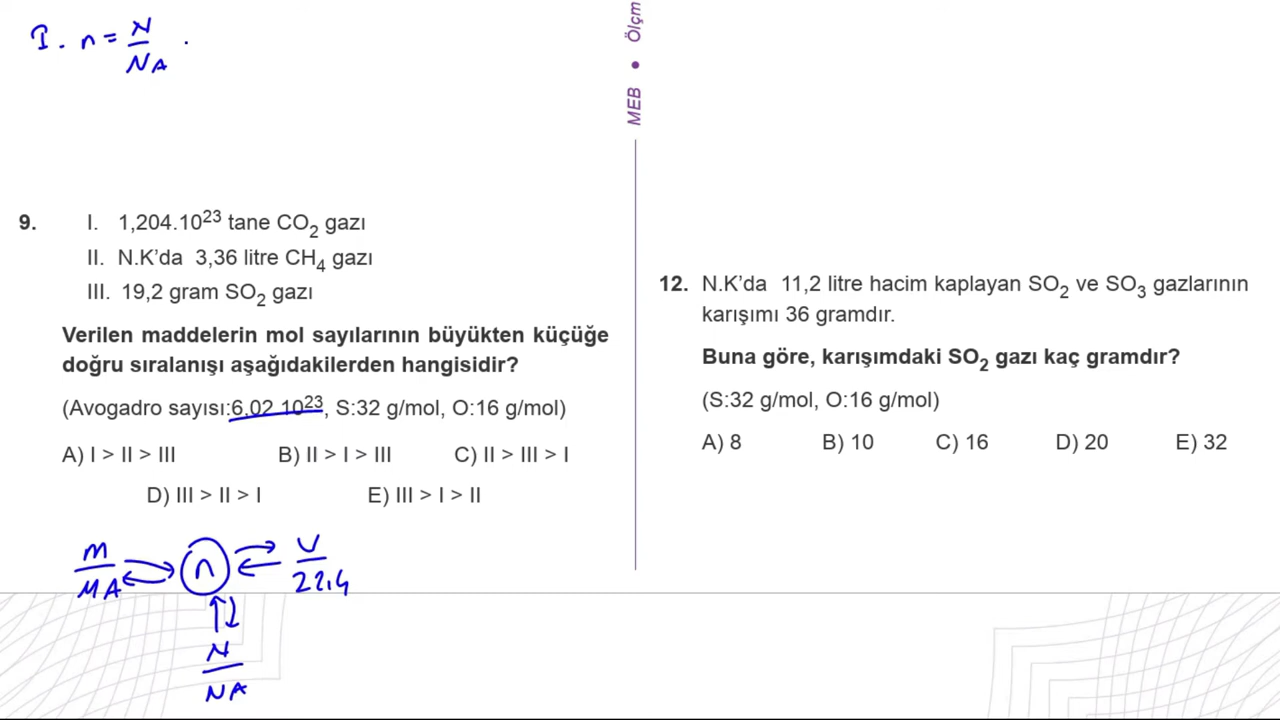 I. n = N / NA .
MEB • Ölçm
9. I. 1,204.10²³ tane CO₂ gazı
II. N.K’da 3,36 litre CH₄ gazı
III. 19,2 gram SO₂ gazı
Verilen maddelerin mol sayılarının büyükten küçüğe
doğru sıralanışı aşağıdakilerden hangisidir?
(Avogadro sayısı:6,02.10²³, S:32 g/mol, O:16 g/mol)
A) I > II > III B) II > I > III C) II > III > I
D) III > II > I E) III > I > II
m / MA n V / 22,4
N / NA
12. N.K’da 11,2 litre hacim kaplayan SO₂ ve SO₃ gazlarının
karışımı 36 gramdır.
Buna göre, karışımdaki SO₂ gazı kaç gramdır?
(S:32 g/mol, O:16 g/mol)
A) 8 B) 10 C) 16 D) 20 E) 32